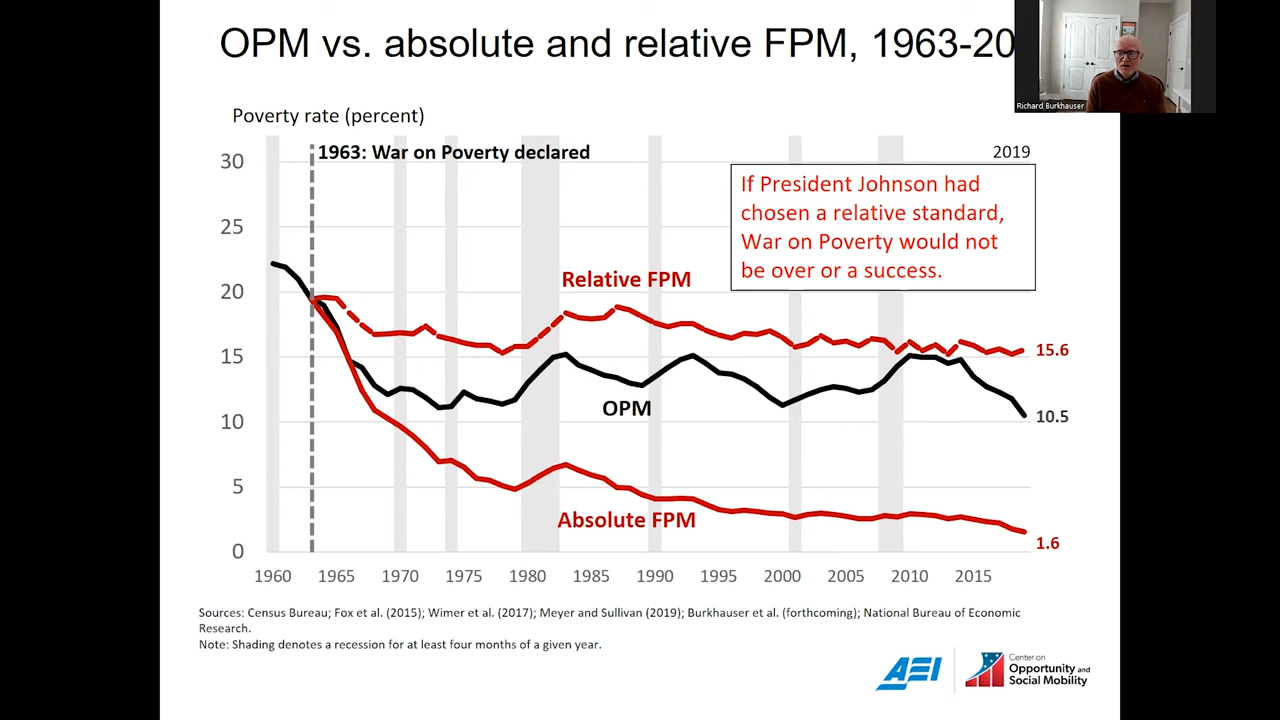 OPM vs. absolute and relative FPM, 1963-20
Richard Burkhauser
Poverty rate (percent)
1963: War on Poverty declared
2019
30
25
20
15
10
5
0
If President Johnson had
chosen a relative standard,
War on Poverty would not
be over or a success.
Relative FPM
15.6
OPM
10.5
Absolute FPM
1.6
1960 1965 1970 1975 1980 1985 1990 1995 2000 2005 2010 2015
Sources: Census Bureau; Fox et al. (2015); Wimer et al. (2017); Meyer and Sullivan (2019); Burkhauser et al. (forthcoming); National Bureau of Economic
Research.
Note: Shading denotes a recession for at least four months of a given year.
AEI
Center on
Opportunity and
Social Mobility